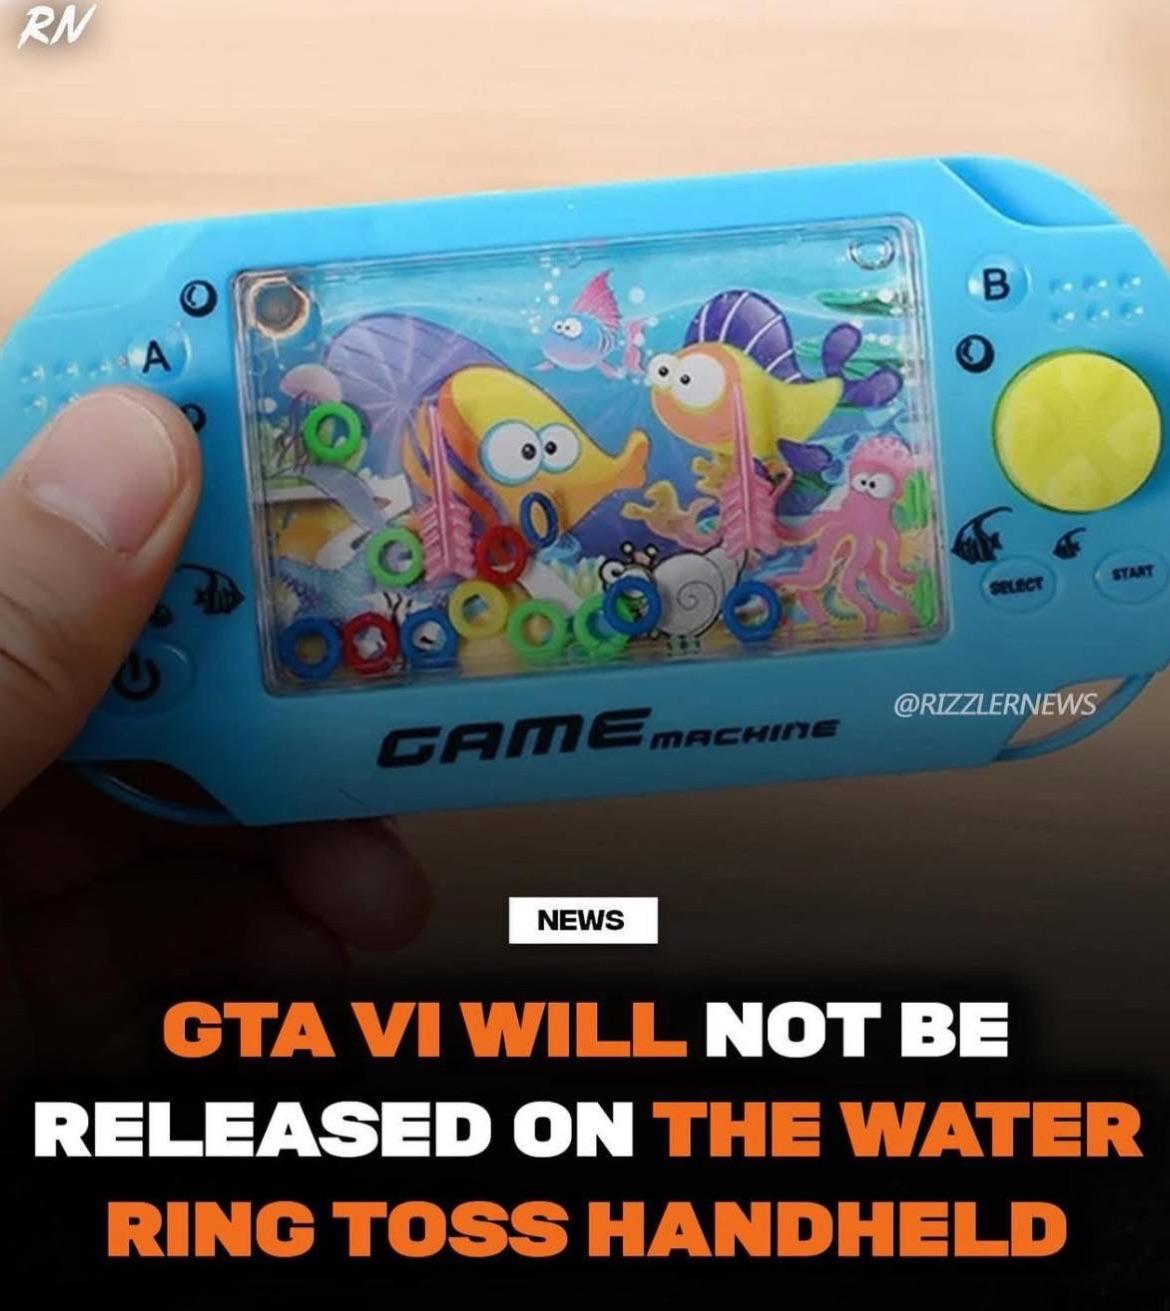 RN
B
A
SELECT
START
@RIZZLERNEWS
GAME MACHINE
NEWS
GTA VI WILL NOT BE
RELEASED ON THE WATER
RING TOSS HANDHELD